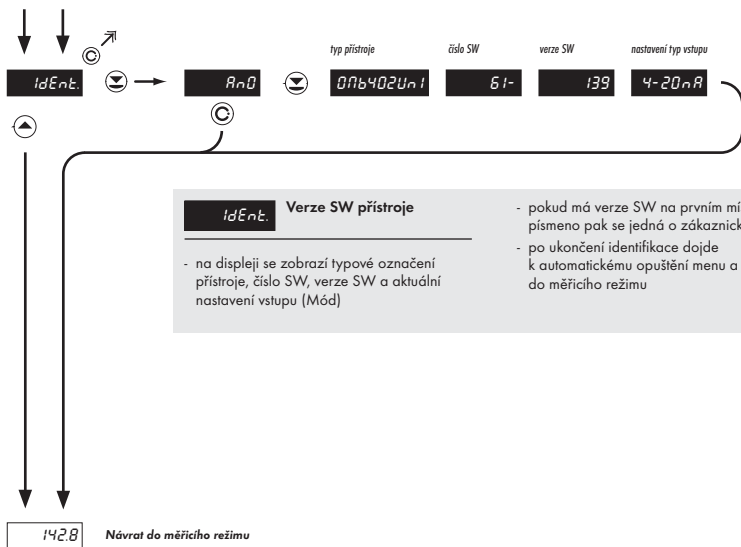 typ přístroje číslo SW verze SW nastavení typ vstupu
IdEnt. AnO OMb402UnI 61- 139 4-20mA
IdEnt. Verze SW přístroje
- na displeji se zobrazí typové označení
přístroje, číslo SW, verze SW a aktuální
nastavení vstupu (Mód)
- pokud má verze SW na prvním mí
písmeno pak se jedná o zákaznick
- po ukončení identifikace dojde
k automatickému opuštění menu a
do měřicího režimu
142.8 Návrat do měřicího režimu